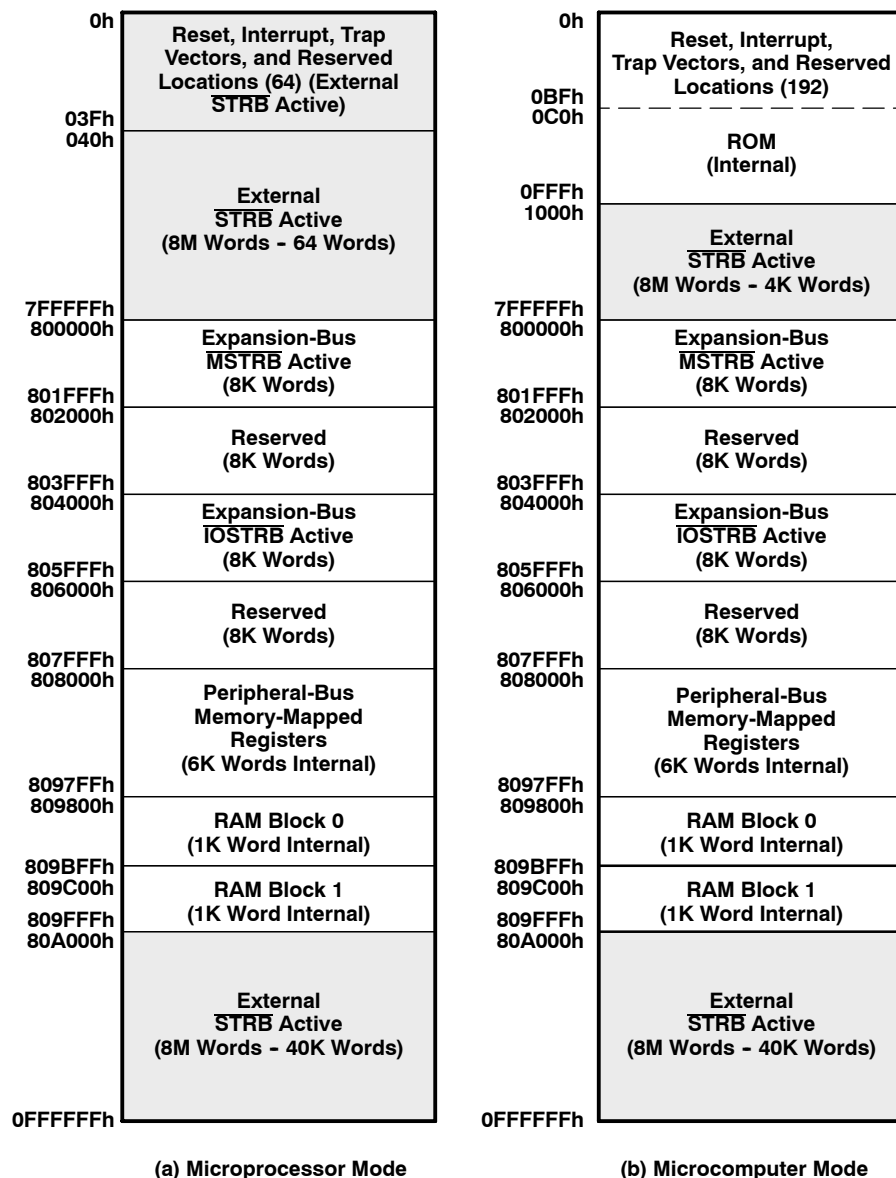 0h
Reset, Interrupt, Trap
Vectors, and Reserved
Locations (64) (External
STRB Active)
03Fh
040h
External
STRB Active
(8M Words - 64 Words)
7FFFFFh
800000h
Expansion-Bus
MSTRB Active
(8K Words)
801FFFh
802000h
Reserved
(8K Words)
803FFFh
804000h
Expansion-Bus
IOSTRB Active
(8K Words)
805FFFh
806000h
Reserved
(8K Words)
807FFFh
808000h
Peripheral-Bus
Memory-Mapped
Registers
(6K Words Internal)
8097FFh
809800h
RAM Block 0
(1K Word Internal)
809BFFh
809C00h
RAM Block 1
(1K Word Internal)
809FFFh
80A000h
External
STRB Active
(8M Words - 40K Words)
0FFFFFFh
(a) Microprocessor Mode
0h
Reset, Interrupt,
Trap Vectors, and Reserved
Locations (192)
0BFh
0C0h
ROM
(Internal)
0FFFh
1000h
External
STRB Active
(8M Words - 4K Words)
7FFFFFh
800000h
Expansion-Bus
MSTRB Active
(8K Words)
801FFFh
802000h
Reserved
(8K Words)
803FFFh
804000h
Expansion-Bus
IOSTRB Active
(8K Words)
805FFFh
806000h
Reserved
(8K Words)
807FFFh
808000h
Peripheral-Bus
Memory-Mapped
Registers
(6K Words Internal)
8097FFh
809800h
RAM Block 0
(1K Word Internal)
809BFFh
809C00h
RAM Block 1
(1K Word Internal)
809FFFh
80A000h
External
STRB Active
(8M Words - 40K Words)
0FFFFFFh
(b) Microcomputer Mode